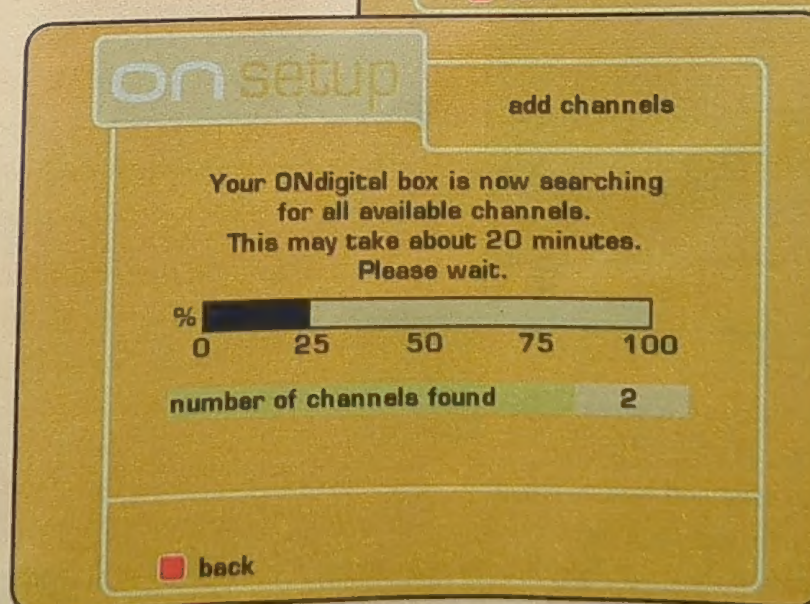 on setup
add channels
Your ONdigital box is now searching
for all available channels.
This may take about 20 minutes.
Please wait.
%
0 25 50 75 100
number of channels found 2
back